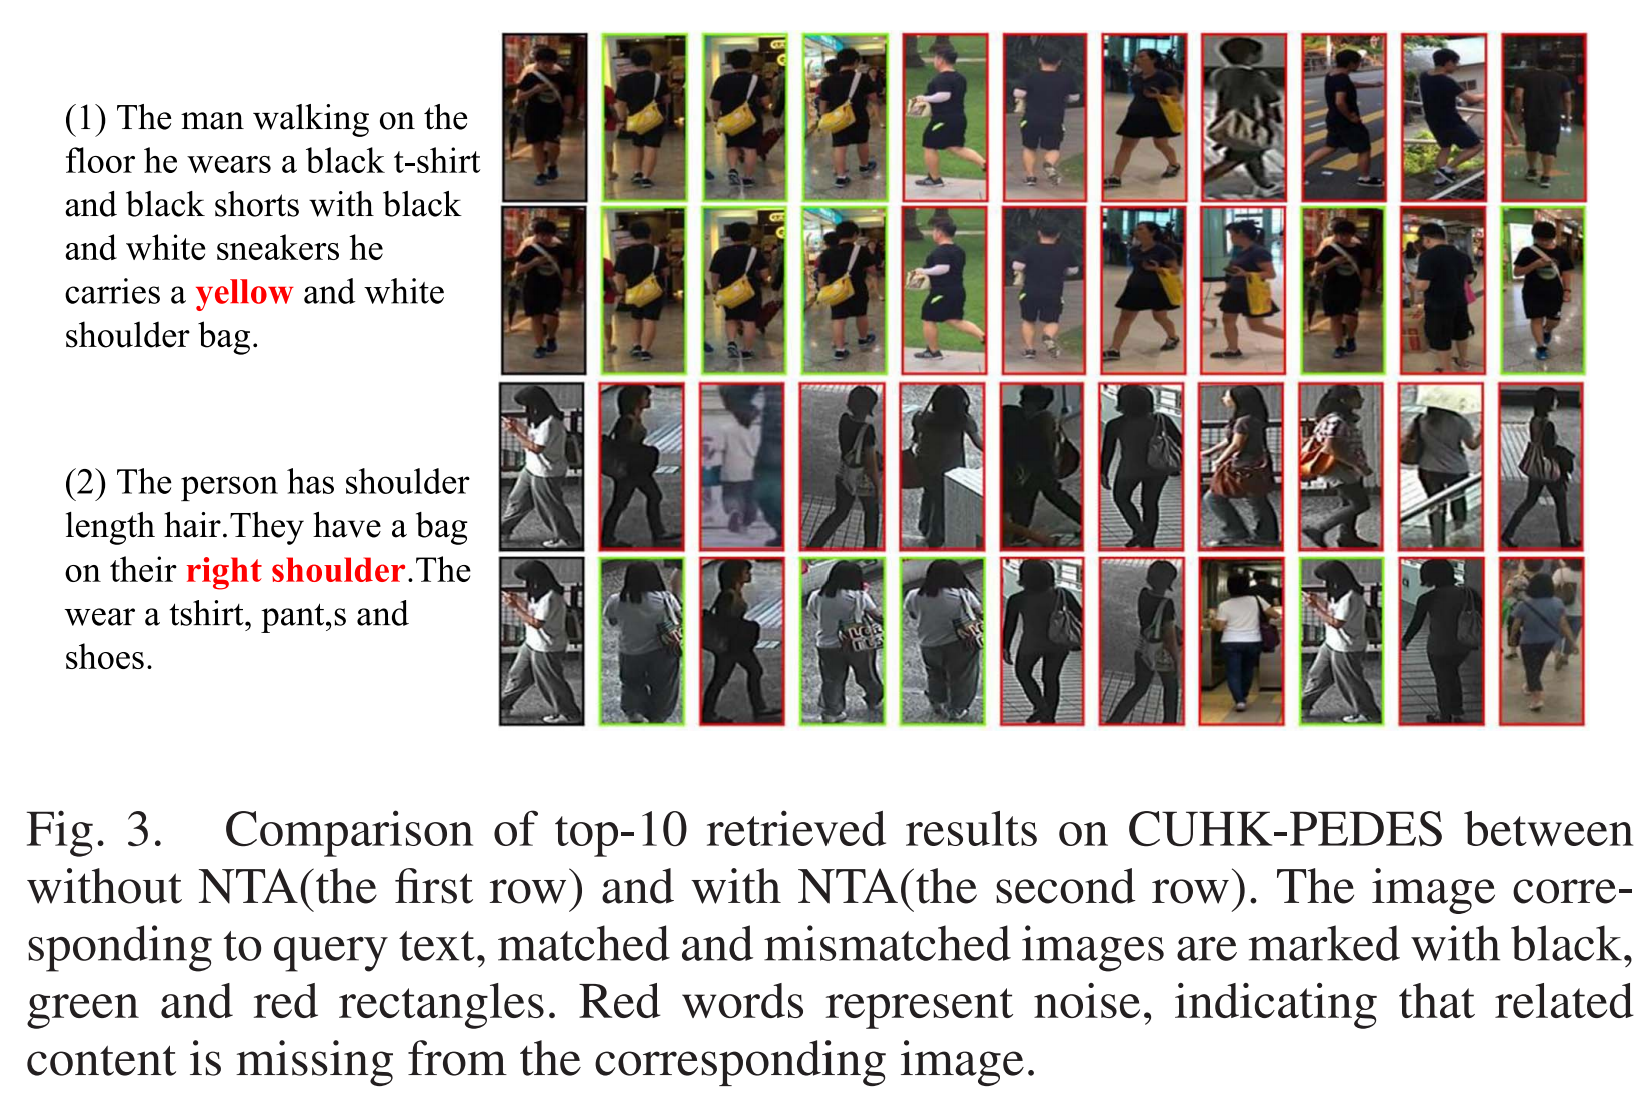 (1) The man walking on the
floor he wears a black t-shirt
and black shorts with black
and white sneakers he
carries a yellow and white
shoulder bag.
(2) The person has shoulder
length hair.They have a bag
on their right shoulder.The
wear a tshirt, pant,s and
shoes.
Fig. 3. Comparison of top-10 retrieved results on CUHK-PEDES between
without NTA(the first row) and with NTA(the second row). The image corre-
sponding to query text, matched and mismatched images are marked with black,
green and red rectangles. Red words represent noise, indicating that related
content is missing from the corresponding image.